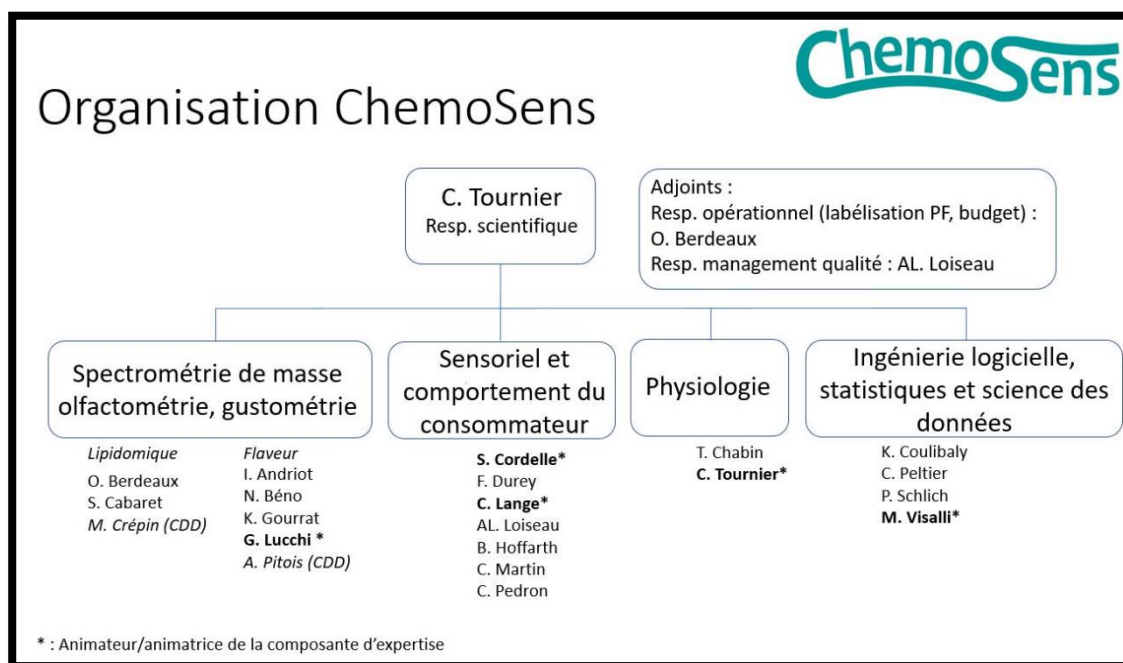 ChemoSens
Organisation ChemoSens
C. Tournier
Resp. scientifique
Adjoints :
Resp. opérationnel (labélisation PF, budget) :
O. Berdeaux
Resp. management qualité : AL. Loiseau
Spectrométrie de masse
olfactométrie, gustométrie
Lipidomique
O. Berdeaux
S. Cabaret
M. Crépin (CDD)
Flaveur
I. Andriot
N. Béno
K. Gourrat
G. Lucchi *
A. Pitois (CDD)
Sensoriel et
comportement du
consommateur
S. Cordelle*
F. Durey
C. Lange*
AL. Loiseau
B. Hoffarth
C. Martin
C. Pedron
Physiologie
T. Chabin
C. Tournier*
Ingénierie logicielle,
statistiques et science des
données
K. Coulibaly
C. Peltier
P. Schlich
M. Visalli*
* : Animateur/animatrice de la composante d'expertise